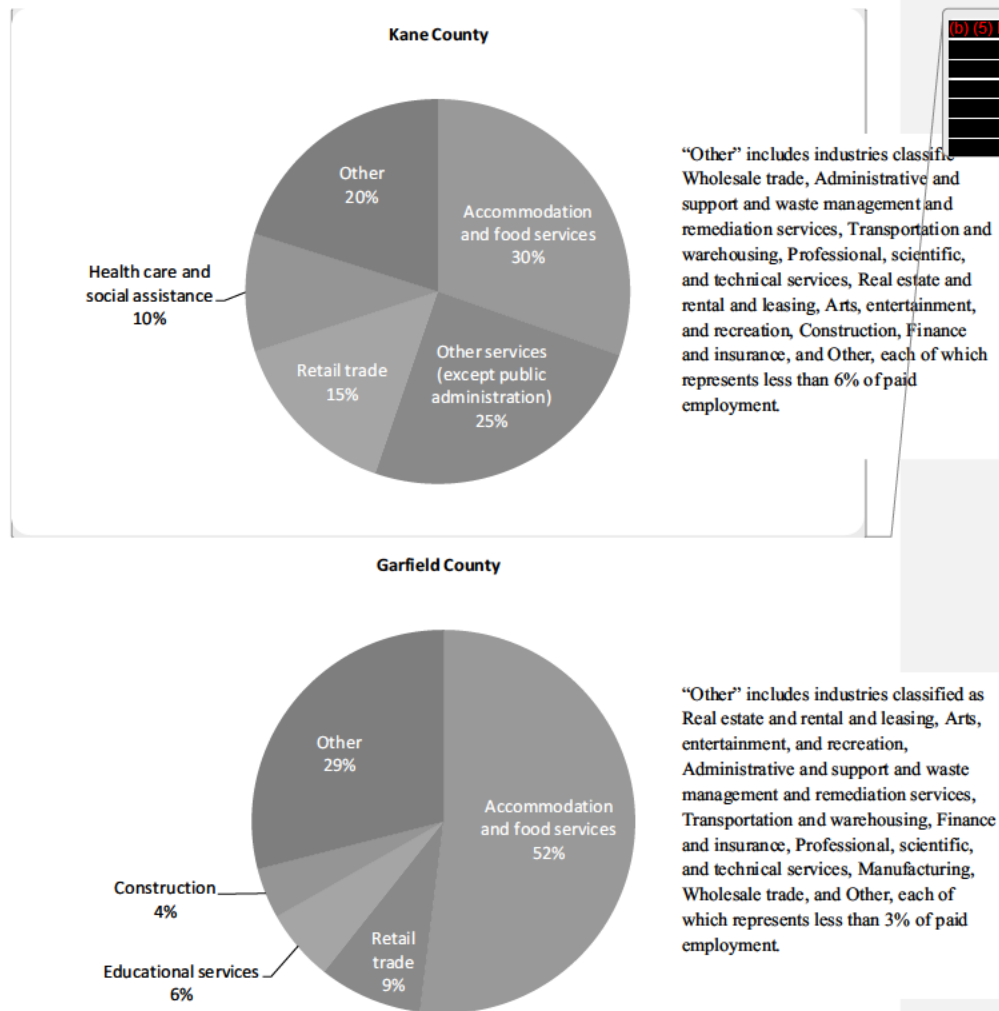 Kane County
(b) (5)
Other
20%
Accommodation
and food services
30%
Health care and
social assistance
10%
Retail trade
15%
Other services
(except public
administration)
25%
“Other” includes industries
Wholesale trade, Administrative and
support and waste management and
remediation services, Transportation and
warehousing, Professional, scientific,
and technical services, Real estate and
rental and leasing, Arts, entertainment,
and recreation, Construction, Finance
and insurance, and Other, each of which
represents less than 6% of paid
employment.
Garfield County
Other
29%
Accommodation
and food services
52%
Construction
4%
Educational services
6%
Retail
trade
9%
“Other” includes industries classified as
Real estate and rental and leasing, Arts,
entertainment, and recreation,
Administrative and support and waste
management and remediation services,
Transportation and warehousing, Finance
and insurance, Professional, scientific,
and technical services, Manufacturing,
Wholesale trade, and Other, each of
which represents less than 3% of paid
employment.